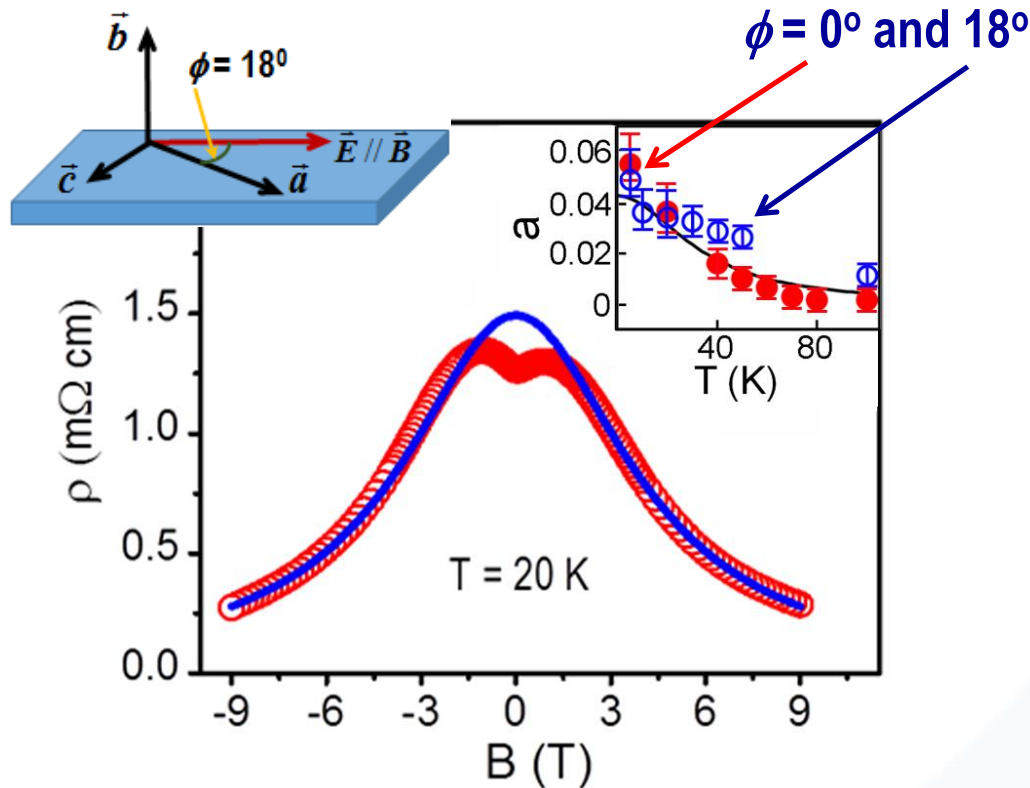 ϕ = 0º and 18º
b⃗
ϕ = 18⁰
E⃗ // B⃗
c⃗
a⃗
0.06
0.04
0.02
0
a
40 80
T (K)
1.5
1.0
0.5
0.0
ρ (mΩ cm)
T = 20 K
-9 -6 -3 0 3 6 9
B (T)